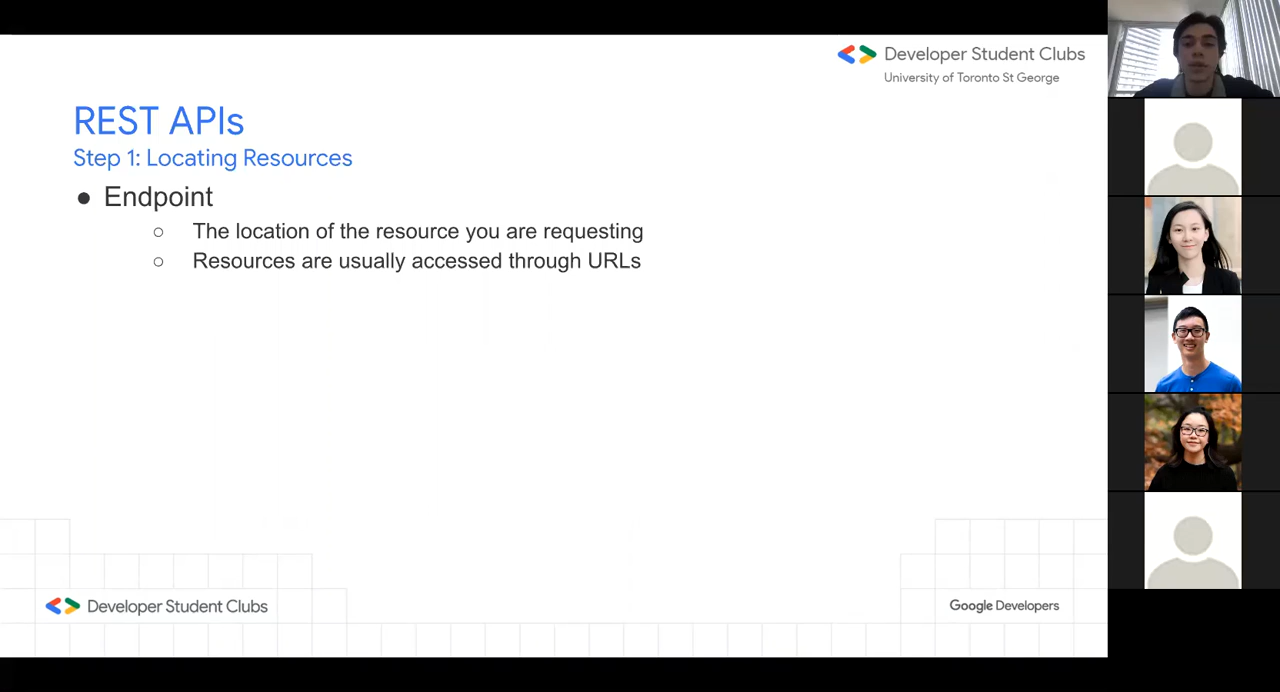 Developer Student Clubs
University of Toronto St George
REST APIs
Step 1: Locating Resources
● Endpoint
○ The location of the resource you are requesting
○ Resources are usually accessed through URLs
Developer Student Clubs
Google Developers